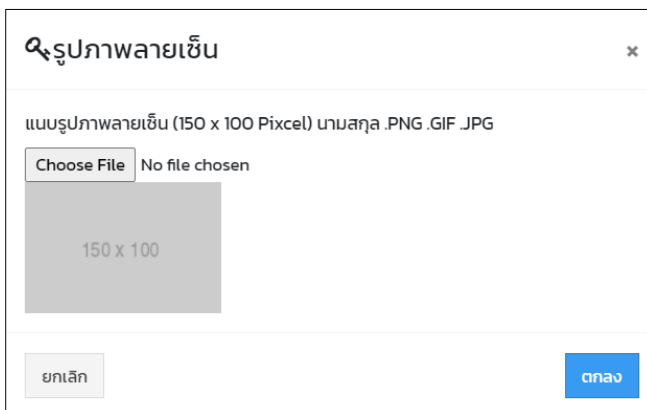 รูปภาพลายเซ็น
×
แนบรูปภาพลายเซ็น (150 x 100 Pixcel) นามสกุล .PNG .GIF .JPG
Choose File No file chosen
150 x 100
ยกเลิก
ตกลง